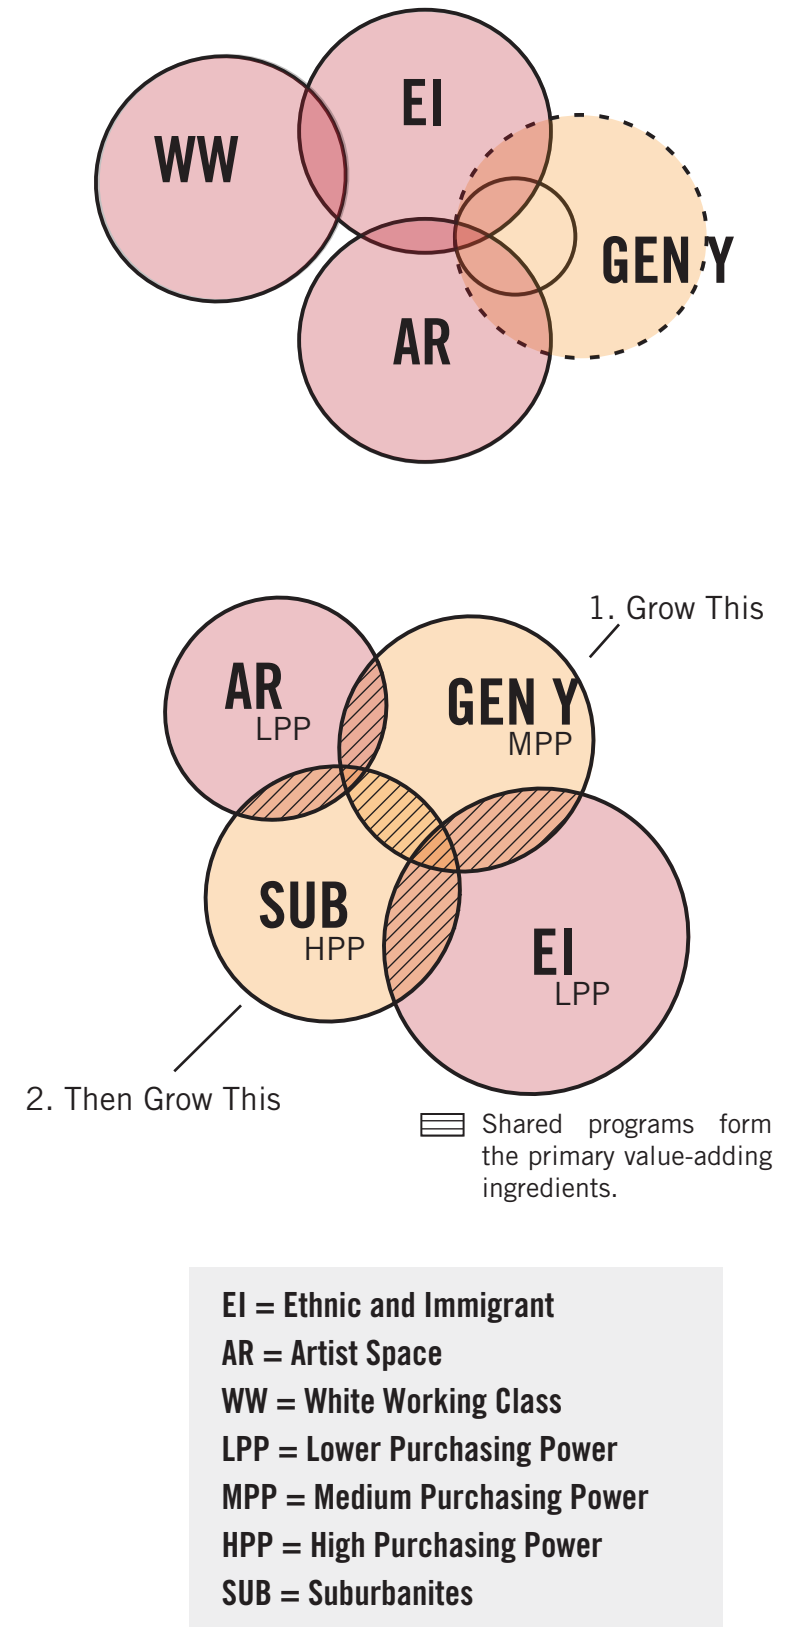 EI
WW
GEN Y
AR
1. Grow This
AR
LPP
GEN Y
MPP
SUB
HPP
EI
LPP
2. Then Grow This
Shared programs form
the primary value-adding
ingredients.
EI = Ethnic and Immigrant
AR = Artist Space
WW = White Working Class
LPP = Lower Purchasing Power
MPP = Medium Purchasing Power
HPP = High Purchasing Power
SUB = Suburbanites